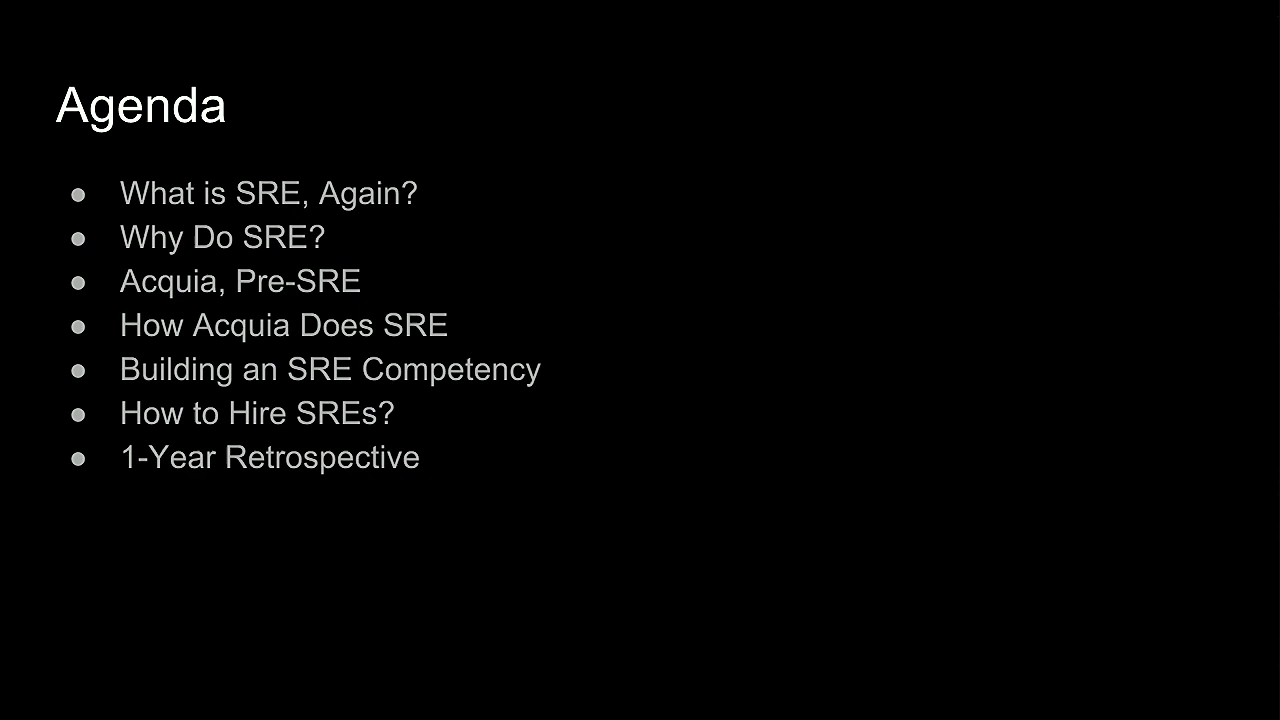 Agenda
● What is SRE, Again?
● Why Do SRE?
● Acquia, Pre-SRE
● How Acquia Does SRE
● Building an SRE Competency
● How to Hire SREs?
● 1-Year Retrospective